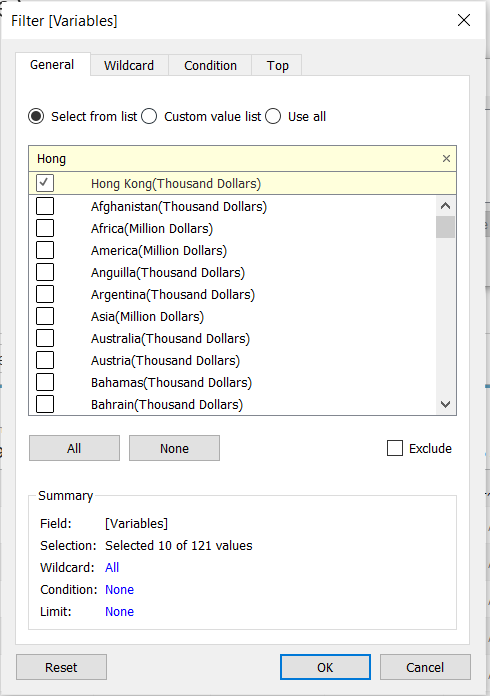 Filter [Variables]
General Wildcard Condition Top
Select from list Custom value list Use all
Hong
Hong Kong(Thousand Dollars)
Afghanistan(Thousand Dollars)
Africa(Million Dollars)
America(Million Dollars)
Anguilla(Thousand Dollars)
Argentina(Thousand Dollars)
Asia(Million Dollars)
Australia(Thousand Dollars)
Austria(Thousand Dollars)
Bahamas(Thousand Dollars)
Bahrain(Thousand Dollars)
All None Exclude
Summary
Field: [Variables]
Selection: Selected 10 of 121 values
Wildcard: All
Condition: None
Limit: None
Reset OK Cancel